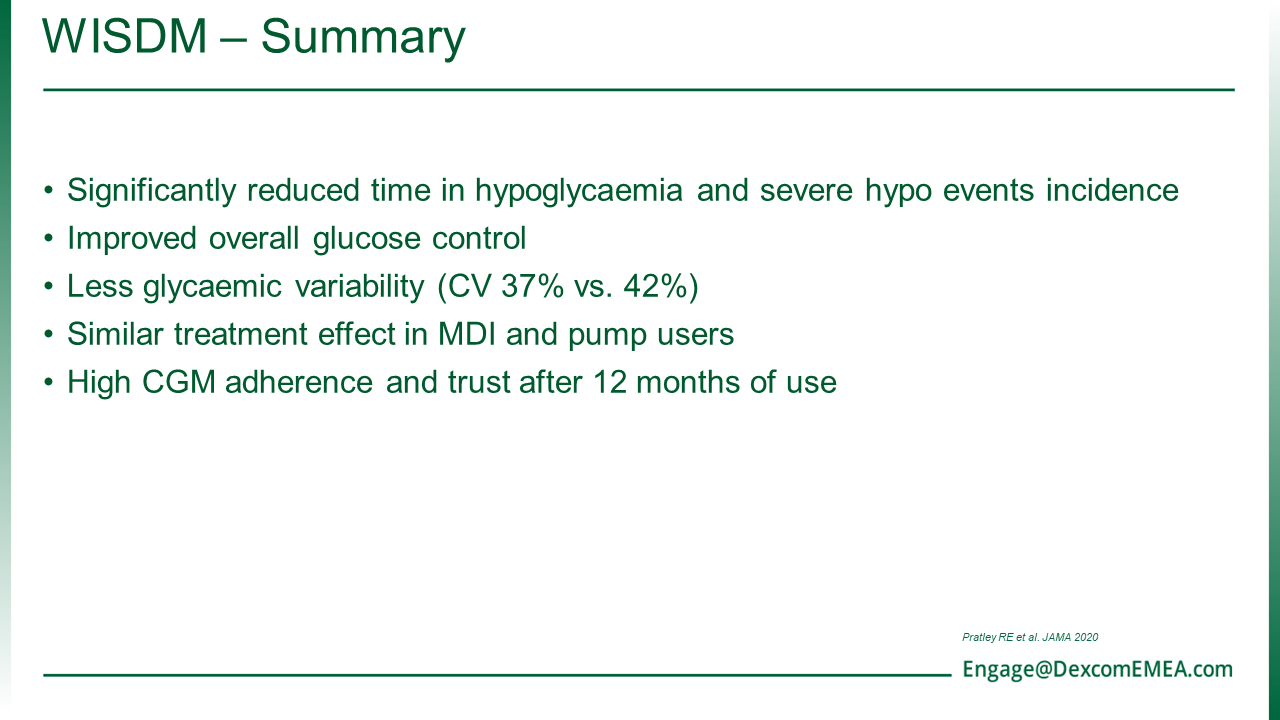 WISDM – Summary
• Significantly reduced time in hypoglycaemia and severe hypo events incidence
• Improved overall glucose control
• Less glycaemic variability (CV 37% vs. 42%)
• Similar treatment effect in MDI and pump users
• High CGM adherence and trust after 12 months of use
Pratley RE et al. JAMA 2020
Engage@DexcomEMEA.com